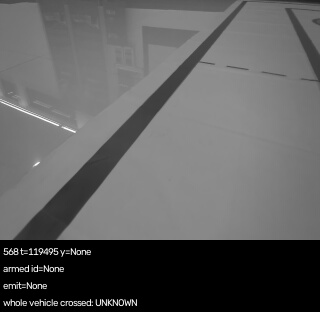 568 t=119495 y=None
armed id=None
emit=None
whole vehicle crossed: UNKNOWN